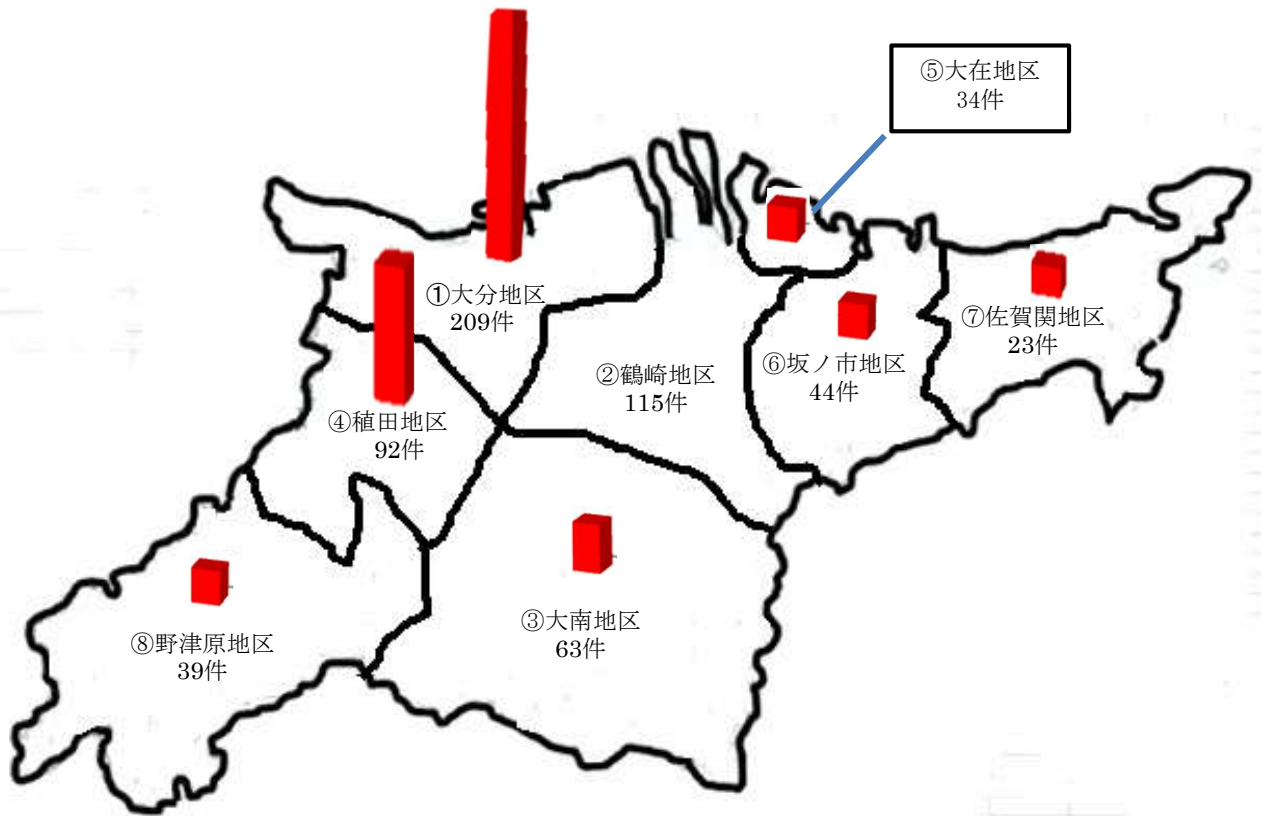 ①大分地区
209件
②鶴崎地区
115件
③大南地区
63件
④稙田地区
92件
⑤大在地区
34件
⑥坂ノ市地区
44件
⑦佐賀関地区
23件
⑧野津原地区
39件